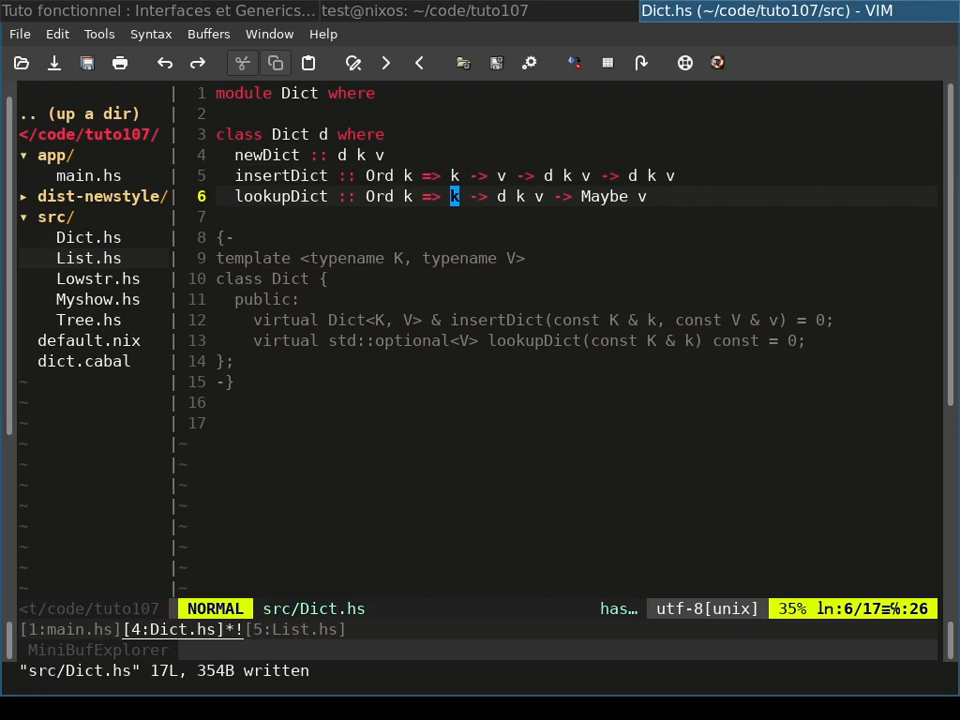 Tuto fonctionnel : Interfaces et Generics...
test@nixos: ~/code/tuto107
Dict.hs (~/code/tuto107/src) - VIM
File Edit Tools Syntax Buffers Window Help
.. (up a dir)
</code/tuto107/
▾ app/
main.hs
▸ dist-newstyle/
▾ src/
Dict.hs
List.hs
Lowstr.hs
Myshow.hs
Tree.hs
default.nix
dict.cabal
~
~
~
~
~
~
~
~
~
~
~
<t/code/tuto107
1 module Dict where
2
3 class Dict d where
4 newDict :: d k v
5 insertDict :: Ord k => k -> v -> d k v -> d k v
6 lookupDict :: Ord k => k -> d k v -> Maybe v
7
8 {-
9 template <typename K, typename V>
10 class Dict {
11 public:
12 virtual Dict<K, V> & insertDict(const K & k, const V & v) = 0;
13 virtual std::optional<V> lookupDict(const K & k) const = 0;
14 };
15 -}
16
17
~
~
~
~
~
~
~
~
NORMAL src/Dict.hs has… utf-8[unix] 35% ln:6/17≡℅:26
[1:main.hs][4:Dict.hs]*![5:List.hs]
MiniBufExplorer
"src/Dict.hs" 17L, 354B written